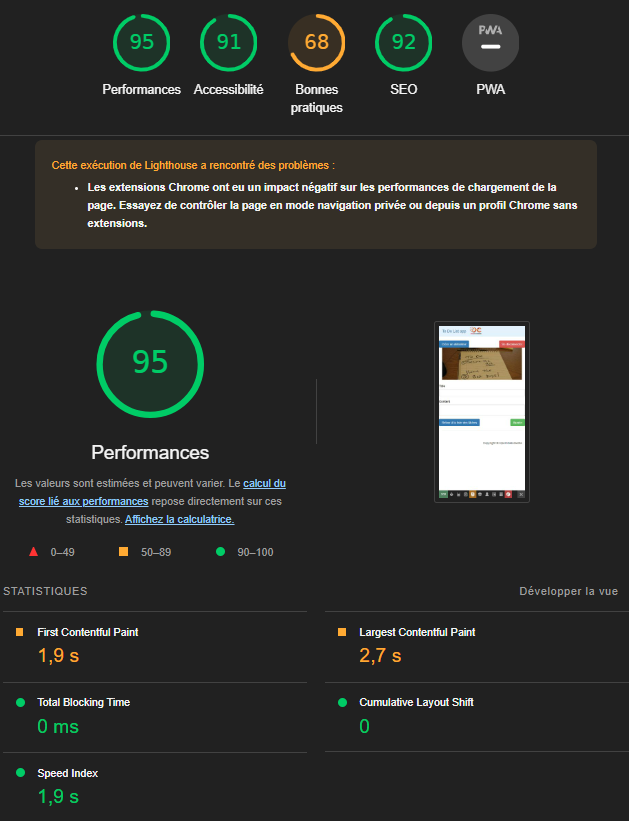 95 91 68 92 PWA
Performances Accessibilité Bonnes pratiques SEO PWA
Cette exécution de Lighthouse a rencontré des problèmes :
• Les extensions Chrome ont eu un impact négatif sur les performances de chargement de la
page. Essayez de contrôler la page en mode navigation privée ou depuis un profil Chrome sans
extensions.
95
Performances
Les valeurs sont estimées et peuvent varier. Le calcul du
score lié aux performances repose directement sur ces
statistiques. Affichez la calculatrice.
0–49 50–89 90–100
STATISTIQUES Développer la vue
First Contentful Paint
1,9 s
Largest Contentful Paint
2,7 s
Total Blocking Time
0 ms
Cumulative Layout Shift
0
Speed Index
1,9 s